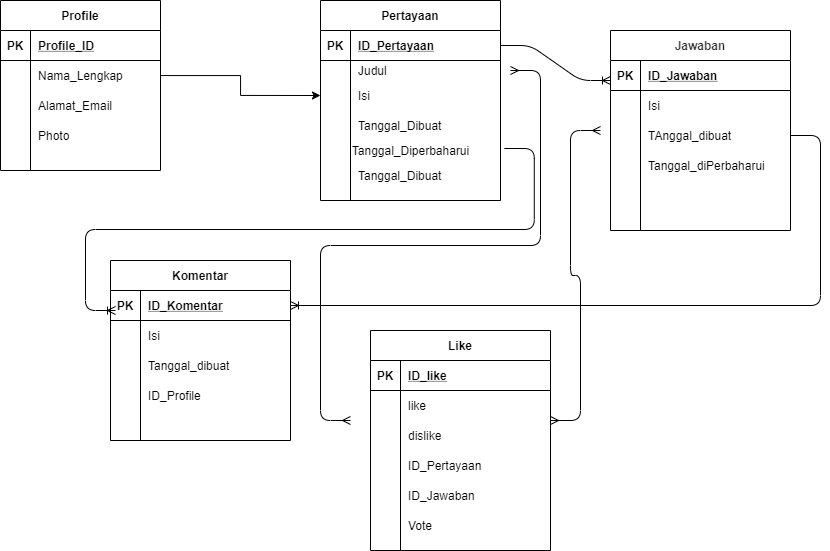 Profile
PK Profile_ID
Nama_Lengkap
Alamat_Email
Photo
Pertayaan
PK ID_Pertayaan
Judul
Isi
Tanggal_Dibuat
Tanggal_Diperbaharui
Tanggal_Dibuat
Jawaban
PK ID_Jawaban
Isi
TAnggal_dibuat
Tanggal_diPerbaharui
Komentar
PK ID_Komentar
Isi
Tanggal_dibuat
ID_Profile
Like
PK ID_like
like
dislike
ID_Pertayaan
ID_Jawaban
Vote